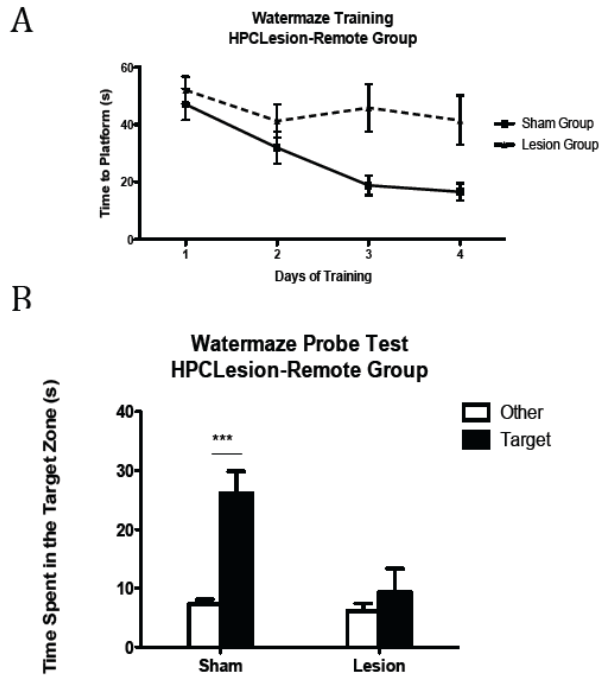 A
Watermaze Training
HPCLesion-Remote Group
Time to Platform (s)
60
40
20
0
1 2 3 4
Days of Training
Sham Group
Lesion Group
B
Watermaze Probe Test
HPCLesion-Remote Group
Time Spent in the Target Zone (s)
40
30
20
10
0
***
Other
Target
Sham Lesion